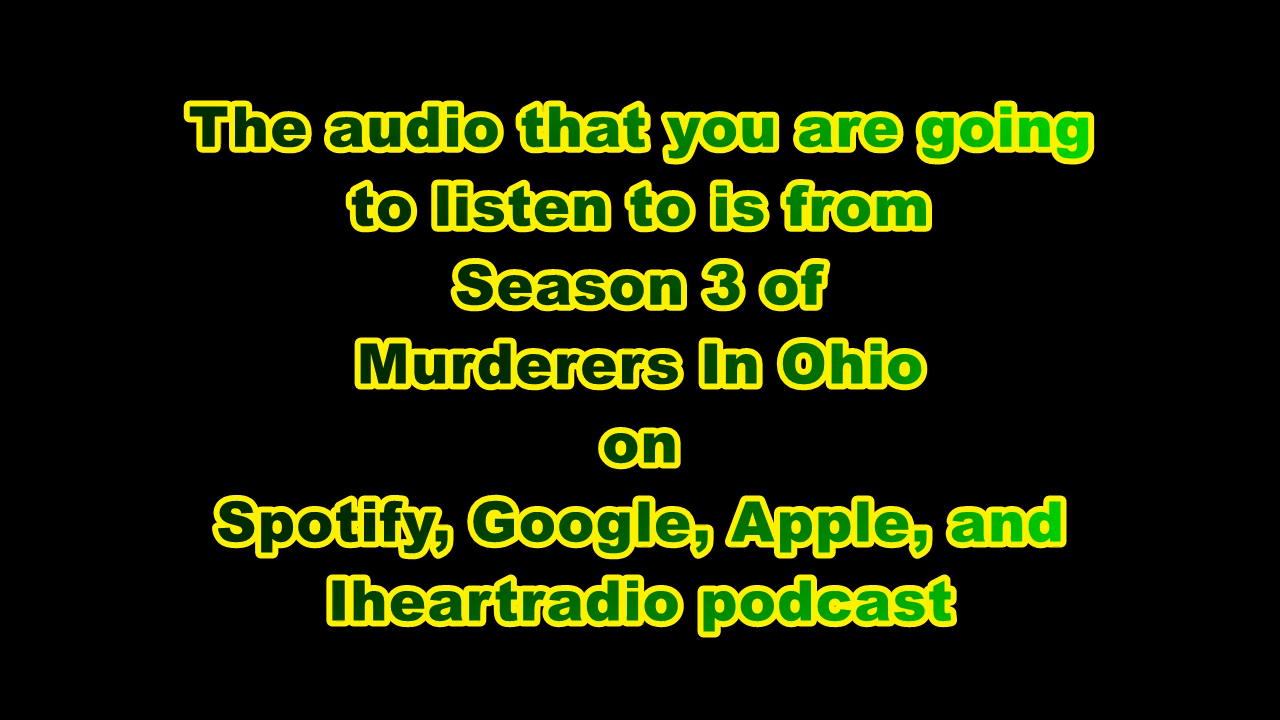 The audio that you are going
to listen to is from
Season 3 of
Murderers In Ohio
on
Spotify, Google, Apple, and
Iheartradio podcast